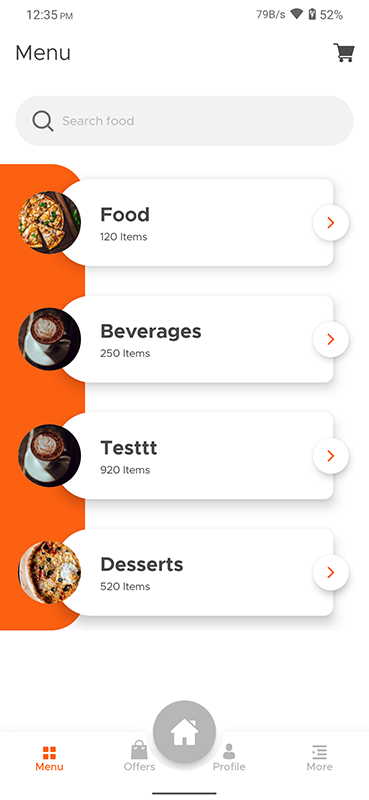 12:35 PM 79B/s 52%
Menu
Search food
Food
120 Items
Beverages
250 Items
Testtt
920 Items
Desserts
520 Items
Menu Offers Profile More